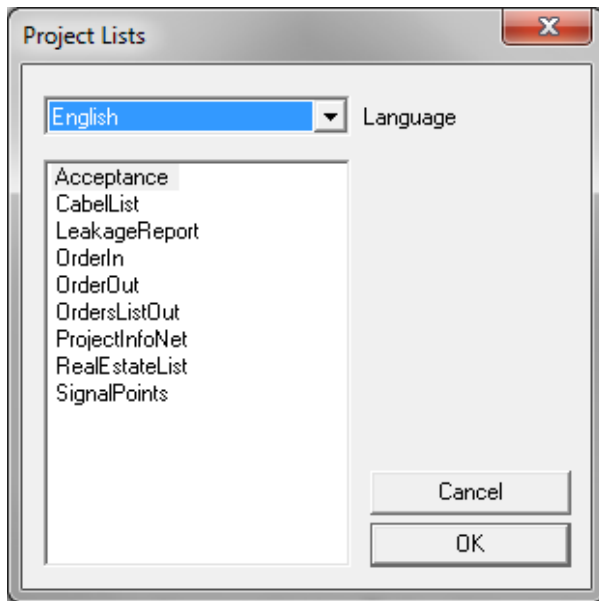 Project Lists
English
Language
Acceptance
CabelList
LeakageReport
OrderIn
OrderOut
OrdersListOut
ProjectInfoNet
RealEstateList
SignalPoints
Cancel
OK